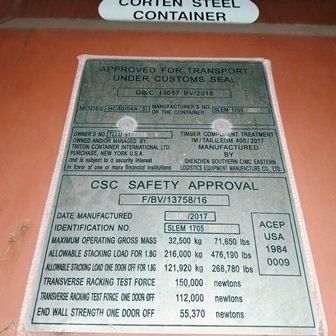 CORTEN STEEL
CONTAINER
APPROVED FOR TRANSPORT
UNDER CUSTOMS SEAL
GB/C 13617 BV/2016
MODEL: HC40/04A(3) MANUFACTURER'S NO. OF THE CONTAINER SLEM 1705
OWNER'S NO
OWNED AND/OR MANAGED BY:
TRITON CONTAINER INTERNATIONAL LTD
PURCHASE, NEW YORK U.S.A.
and is subject to a security interest
in favor of one or more financial institutions
TIMBER COMPONENT TREATMENT
IM/TAILILEUM 400/2017
MANUFACTURED
BY
SHENZHEN SOUTHERN CIMC EASTERN
LOGISTICS EQUIPMENT MANUFACTURE CO., LTD.
CSC SAFETY APPROVAL
F/BV/13758/16
DATE MANUFACTURED /2017
IDENTIFICATION NO. SLEM 1705
MAXIMUM OPERATING GROSS MASS 32,500 kg 71,650 lbs
ALLOWABLE STACKING LOAD FOR 1.8G 216,000 kg 476,190 lbs
ALLOWABLE STACKING LOAD ONE DOOR OFF FOR 1.8G 121,920 kg 268,780 lbs
TRANSVERSE RACKING TEST FORCE 150,000 newtons
TRANSVERSE RACKING TEST FORCE ONE DOOR OFF 112,000 newtons
END WALL STRENGTH ONE DOOR OFF 55,370 newtons
ACEP
USA
1984
0009